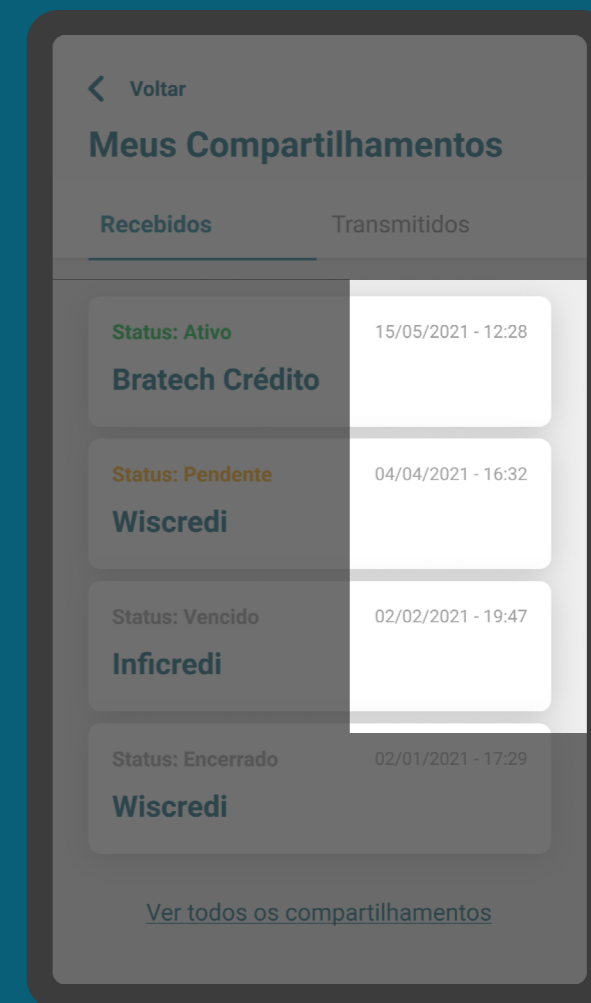 Voltar
Meus Compartilhamentos
Recebidos Transmitidos
Status: Ativo 15/05/2021 - 12:28
Bratech Crédito
Status: Pendente 04/04/2021 - 16:32
Wiscredi
Status: Vencido 02/02/2021 - 19:47
Inficredi
Status: Encerrado 02/01/2021 - 17:29
Wiscredi
Ver todos os compartilhamentos